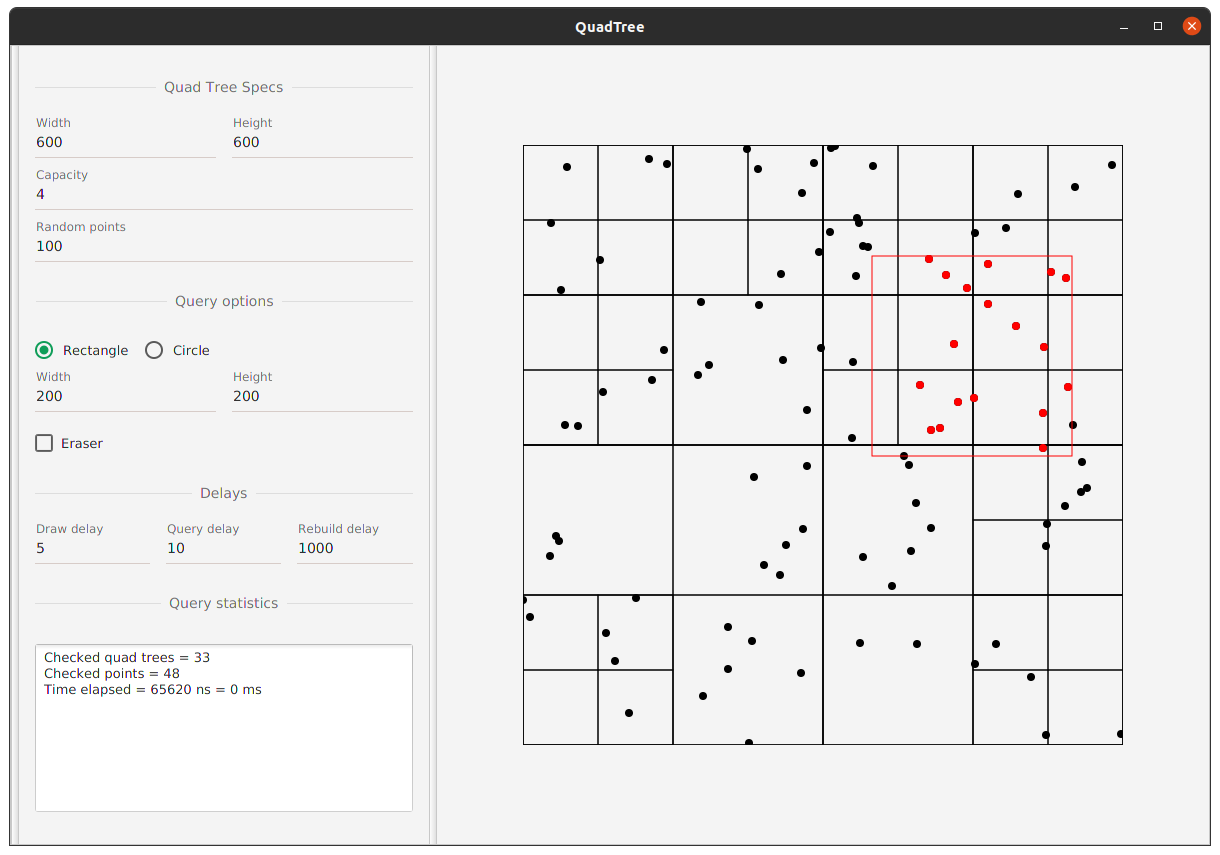 QuadTree
Quad Tree Specs
Width Height
600 600
Capacity
4
Random points
100
Query options
Rectangle Circle
Width Height
200 200
Eraser
Delays
Draw delay Query delay Rebuild delay
5 10 1000
Query statistics
Checked quad trees = 33
Checked points = 48
Time elapsed = 65620 ns = 0 ms